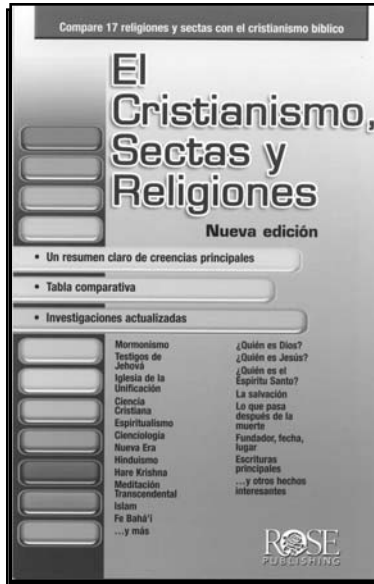 Compare 17 religiones y sectas con el cristianismo bíblico
El
Cristianismo,
Sectas y
Religiones
Nueva edición
• Un resumen claro de creencias principales
• Tabla comparativa
• Investigaciones actualizadas
Mormonismo
Testigos de
Jehová
Iglesia de la
Unificación
Ciencia
Cristiana
Espiritualismo
Cienciología
Nueva Era
Hinduismo
Hare Krishna
Meditación
Transcendental
Islam
Fe Bahá'í
...y más
¿Quién es Dios?
¿Quién es Jesús?
¿Quién es el
Espíritu Santo?
La salvación
Lo que pasa
después de la
muerte
Fundador, fecha,
lugar
Escrituras
principales
...y otros hechos
interesantes
ROSE
PUBLISHING